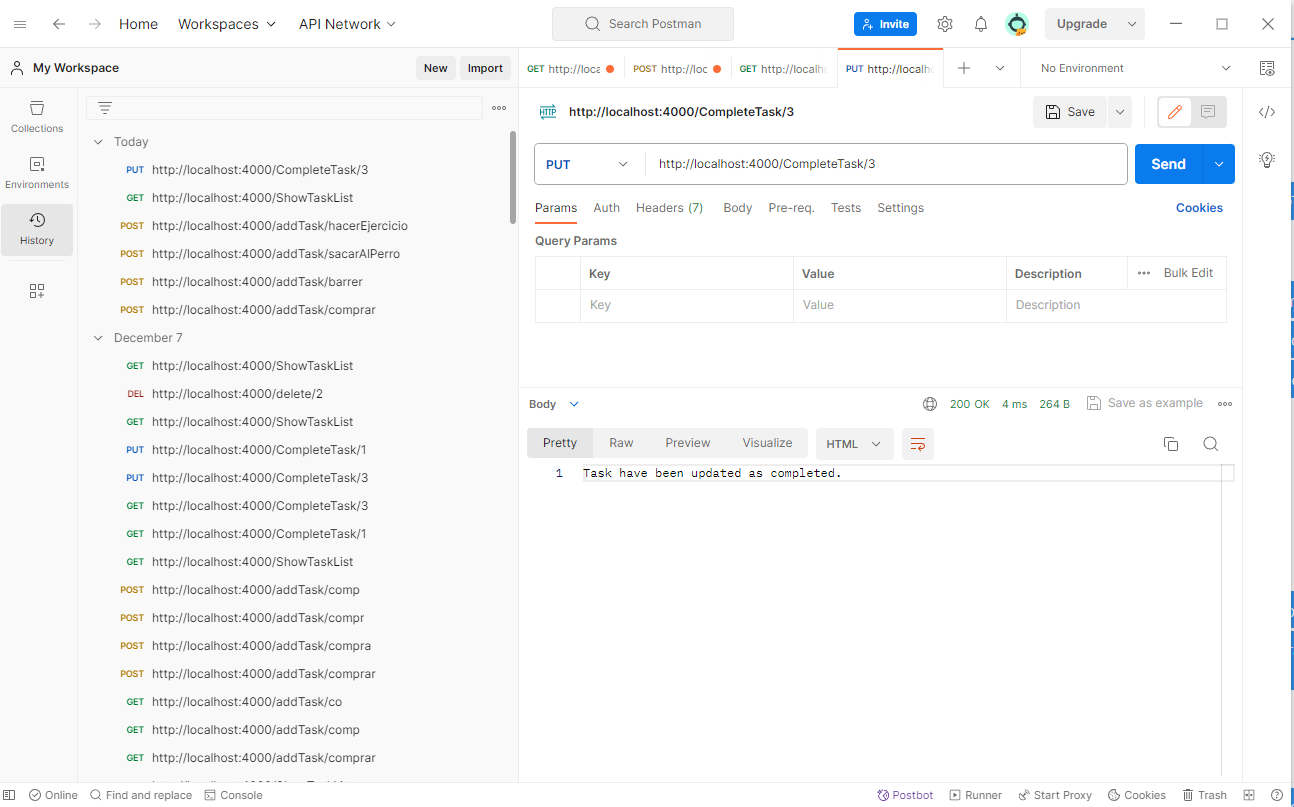 Home Workspaces API Network Search Postman Invite Upgrade
My Workspace New Import GET http://loca POST http://loc GET http://localh PUT http://localh No Environment
http://localhost:4000/CompleteTask/3 Save
Collections
Environments
History
Today
PUT http://localhost:4000/CompleteTask/3
GET http://localhost:4000/ShowTaskList
POST http://localhost:4000/addTask/hacerEjercicio
POST http://localhost:4000/addTask/sacarAlPerro
POST http://localhost:4000/addTask/barrer
POST http://localhost:4000/addTask/comprar
December 7
GET http://localhost:4000/ShowTaskList
DEL http://localhost:4000/delete/2
GET http://localhost:4000/ShowTaskList
PUT http://localhost:4000/CompleteTask/1
PUT http://localhost:4000/CompleteTask/3
GET http://localhost:4000/CompleteTask/3
GET http://localhost:4000/CompleteTask/1
GET http://localhost:4000/ShowTaskList
POST http://localhost:4000/addTask/comp
POST http://localhost:4000/addTask/compr
POST http://localhost:4000/addTask/compra
POST http://localhost:4000/addTask/comprar
GET http://localhost:4000/addTask/co
GET http://localhost:4000/addTask/comp
GET http://localhost:4000/addTask/comprar
HTTP
PUT http://localhost:4000/CompleteTask/3 Send
Params Auth Headers (7) Body Pre-req. Tests Settings Cookies
Query Params
Key Value Description Bulk Edit
Key Value Description
Body 200 OK 4 ms 264 B Save as example
Pretty Raw Preview Visualize HTML
1 Task have been updated as completed.
Online Find and replace Console Postbot Runner Start Proxy Cookies Trash